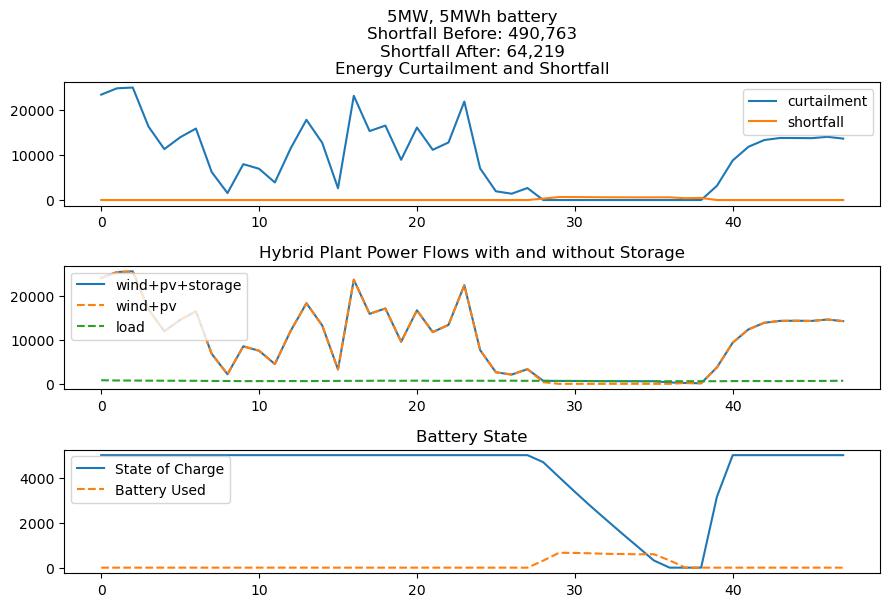 5MW, 5MWh battery
Shortfall Before: 490,763
Shortfall After: 64,219
Energy Curtailment and Shortfall
20000
10000
0
curtailment
shortfall
0 10 20 30 40
Hybrid Plant Power Flows with and without Storage
20000
10000
0
wind+pv+storage
wind+pv
load
0 10 20 30 40
Battery State
4000
2000
0
State of Charge
Battery Used
0 10 20 30 40